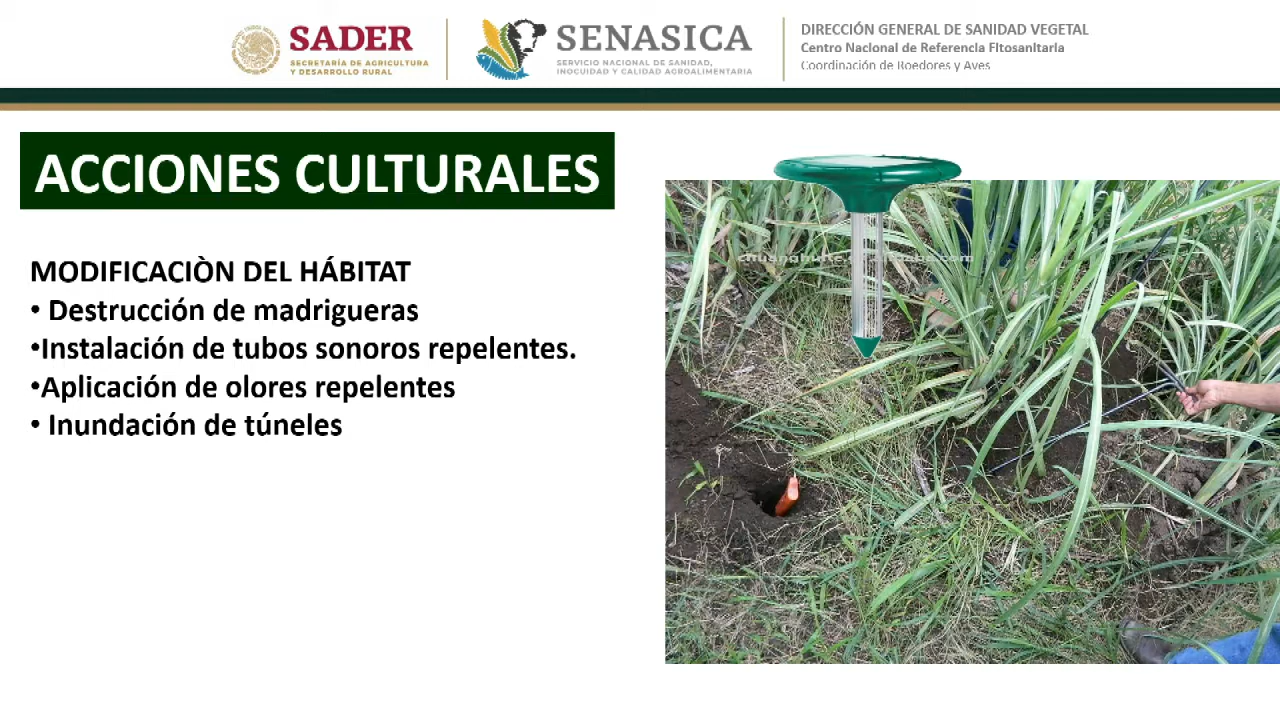 SADER
SECRETARÍA DE AGRICULTURA
Y DESARROLLO RURAL
SENASICA
SERVICIO NACIONAL DE SANIDAD,
INOCUIDAD Y CALIDAD AGROALIMENTARIA
DIRECCIÓN GENERAL DE SANIDAD VEGETAL
Centro Nacional de Referencia Fitosanitaria
Coordinación de Roedores y Aves
ACCIONES CULTURALES
MODIFICACIÒN DEL HÁBITAT
• Destrucción de madrigueras
•Instalación de tubos sonoros repelentes.
•Aplicación de olores repelentes
• Inundación de túneles